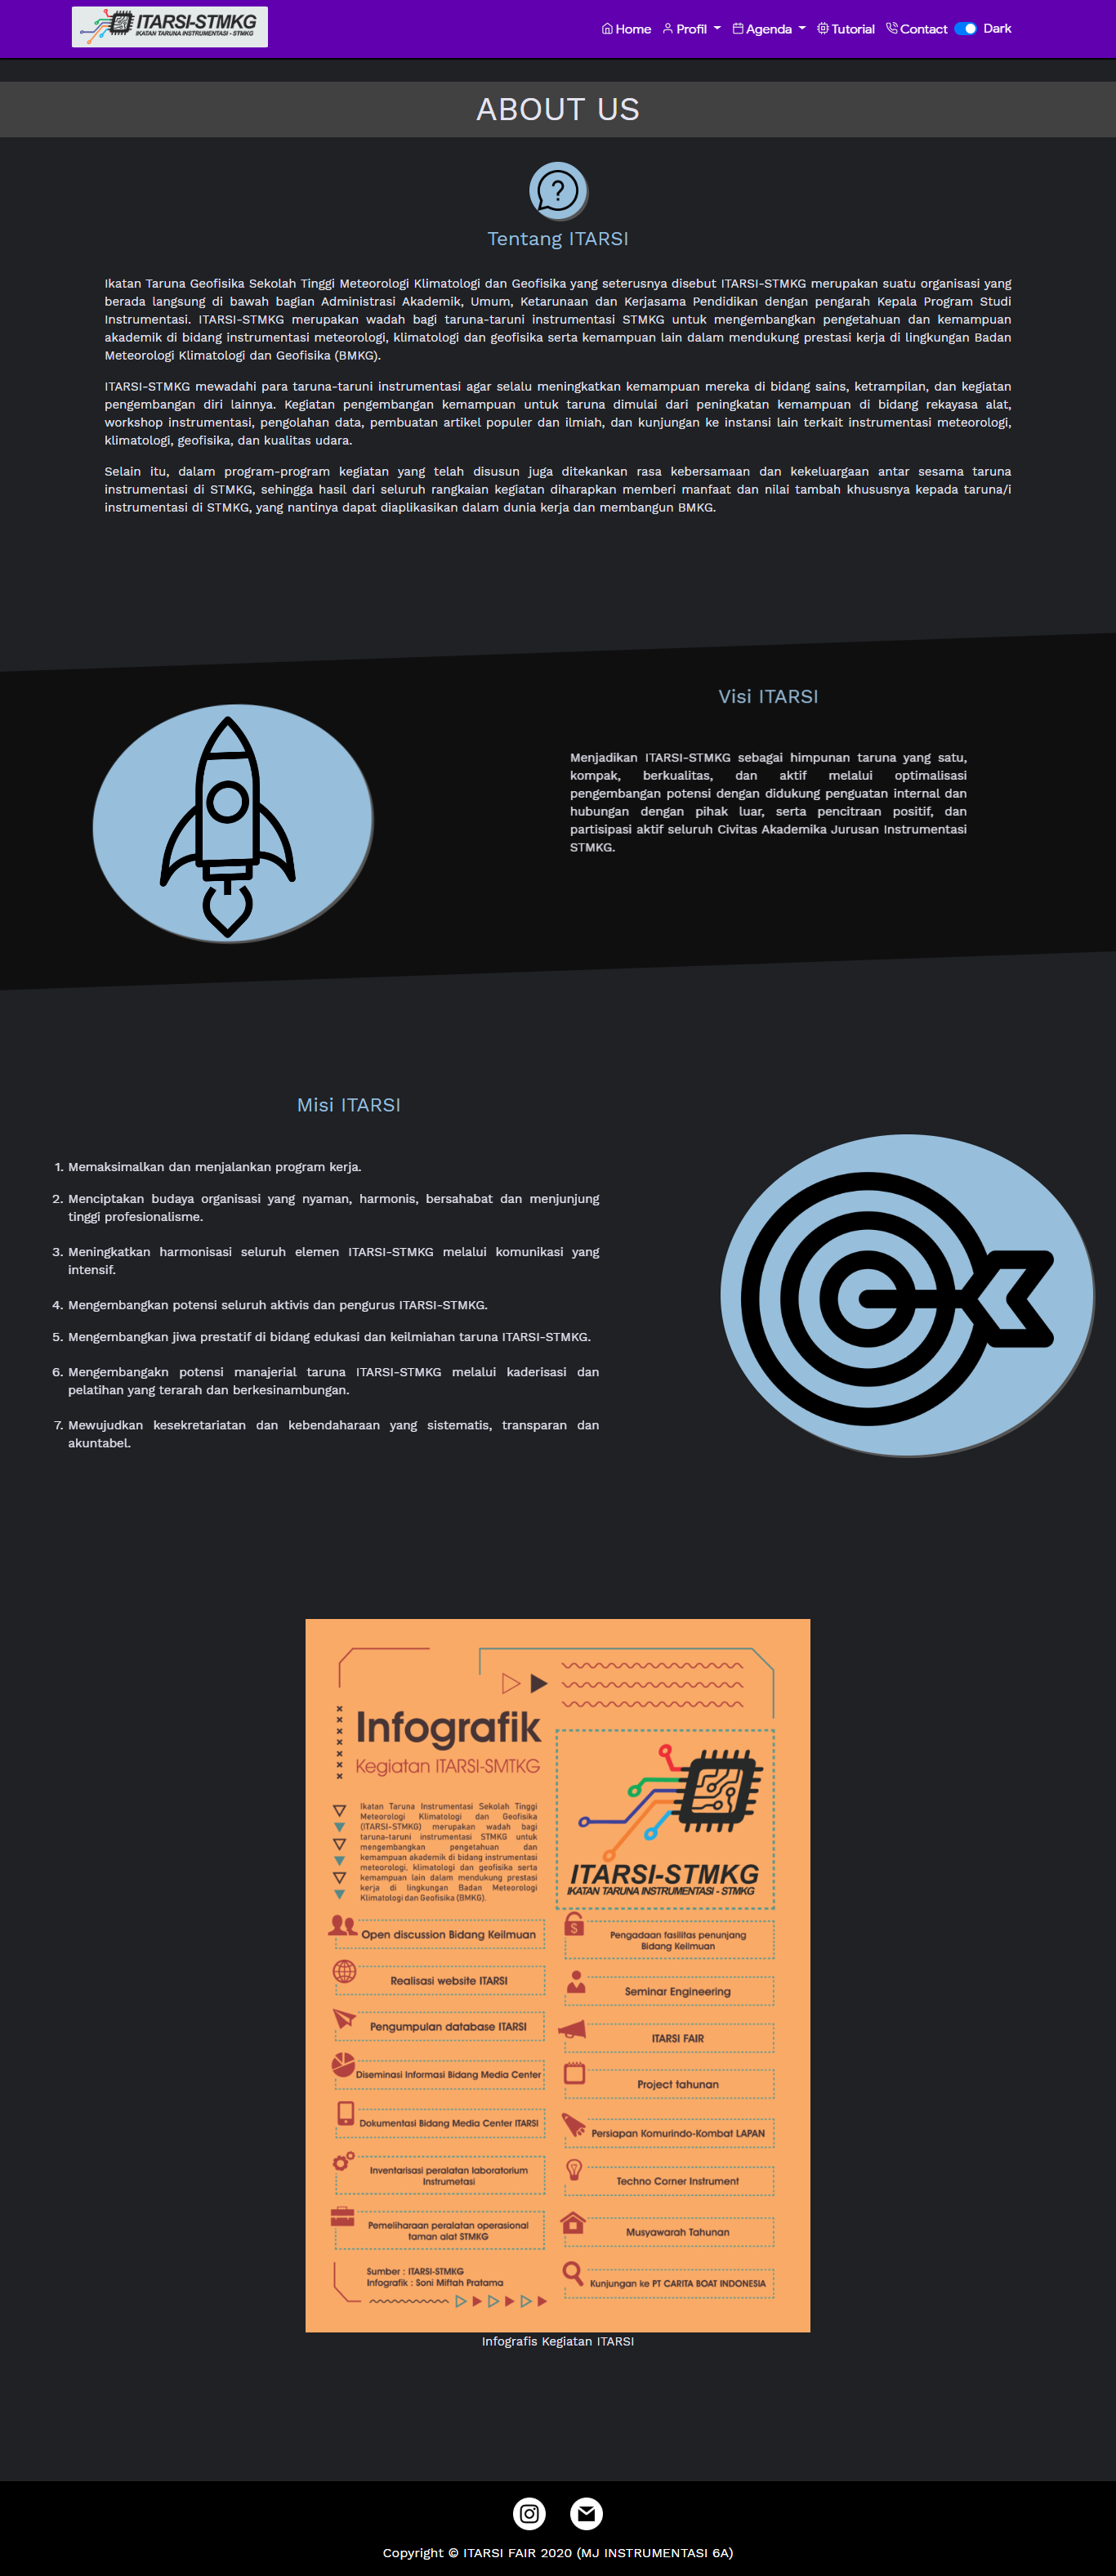 ITARSI-STMKG
IKATAN TARUNA INSTRUMENTASI - STMKG
Home Profil Agenda Tutorial Contact Dark
ABOUT US
Tentang ITARSI
Ikatan Taruna Geofisika Sekolah Tinggi Meteorologi Klimatologi dan Geofisika yang seterusnya disebut ITARSI-STMKG merupakan suatu organisasi yang
berada langsung di bawah bagian Administrasi Akademik, Umum, Ketarunaan dan Kerjasama Pendidikan dengan pengarah Kepala Program Studi
Instrumentasi. ITARSI-STMKG merupakan wadah bagi taruna-taruni instrumentasi STMKG untuk mengembangkan pengetahuan dan kemampuan
akademik di bidang instrumentasi meteorologi, klimatologi dan geofisika serta kemampuan lain dalam mendukung prestasi kerja di lingkungan Badan
Meteorologi Klimatologi dan Geofisika (BMKG).
ITARSI-STMKG mewadahi para taruna-taruni instrumentasi agar selalu meningkatkan kemampuan mereka di bidang sains, ketrampilan, dan kegiatan
pengembangan diri lainnya. Kegiatan pengembangan kemampuan untuk taruna dimulai dari peningkatan kemampuan di bidang rekayasa alat,
workshop instrumentasi, pengolahan data, pembuatan artikel populer dan ilmiah, dan kunjungan ke instansi lain terkait instrumentasi meteorologi,
klimatologi, geofisika, dan kualitas udara.
Selain itu, dalam program-program kegiatan yang telah disusun juga ditekankan rasa kebersamaan dan kekeluargaan antar sesama taruna
instrumentasi di STMKG, sehingga hasil dari seluruh rangkaian kegiatan diharapkan memberi manfaat dan nilai tambah khususnya kepada taruna/i
instrumentasi di STMKG, yang nantinya dapat diaplikasikan dalam dunia kerja dan membangun BMKG.
Visi ITARSI
Menjadikan ITARSI-STMKG sebagai himpunan taruna yang satu,
kompak, berkualitas, dan aktif melalui optimalisasi
pengembangan potensi dengan didukung penguatan internal dan
hubungan dengan pihak luar, serta pencitraan positif, dan
partisipasi aktif seluruh Civitas Akademika Jurusan Instrumentasi
STMKG.
Misi ITARSI
1. Memaksimalkan dan menjalankan program kerja.
2. Menciptakan budaya organisasi yang nyaman, harmonis, bersahabat dan menjunjung
tinggi profesionalisme.
3. Meningkatkan harmonisasi seluruh elemen ITARSI-STMKG melalui komunikasi yang
intensif.
4. Mengembangkan potensi seluruh aktivis dan pengurus ITARSI-STMKG.
5. Mengembangkan jiwa prestatif di bidang edukasi dan keilmiahan taruna ITARSI-STMKG.
6. Mengembangakn potensi manajerial taruna ITARSI-STMKG melalui kaderisasi dan
pelatihan yang terarah dan berkesinambungan.
7. Mewujudkan kesekretariatan dan kebendaharaan yang sistematis, transparan dan
akuntabel.
Infografik
Kegiatan ITARSI-SMTKG
Ikatan Taruna Instrumentasi Sekolah Tinggi
Meteorologi Klimatologi dan Geofisika
(ITARSI-STMKG) merupakan wadah bagi
taruna-taruni instrumentasi STMKG untuk
mengembangkan pengetahuan dan
kemampuan akademik di bidang instrumentasi
meteorologi, klimatologi dan geofisika serta
kemampuan lain dalam mendukung prestasi
kerja di lingkungan Badan Meteorologi
Klimatologi dan Geofisika (BMKG).
ITARSI-STMKG
IKATAN TARUNA INSTRUMENTASI - STMKG
Open discussion Bidang Keilmuan
Realisasi website ITARSI
Pengumpulan database ITARSI
Diseminasi Informasi Bidang Media Center
Dokumentasi Bidang Media Center ITARSI
Inventarisasi peralatan laboratorium
Instrumetasi
Pemeliharaan peralatan operasional
taman alat STMKG
Sumber : ITARSI-STMKG
Infografik : Soni Miftah Pratama
Pengadaan fasilitas penunjang
Bidang Keilmuan
Seminar Engineering
ITARSI FAIR
Project tahunan
Persiapan Komurindo-Kombat LAPAN
Techno Corner Instrument
Musyawarah Tahunan
Kunjungan ke PT CARITA BOAT INDONESIA
Infografis Kegiatan ITARSI
Copyright © ITARSI FAIR 2020 (MJ INSTRUMENTASI 6A)